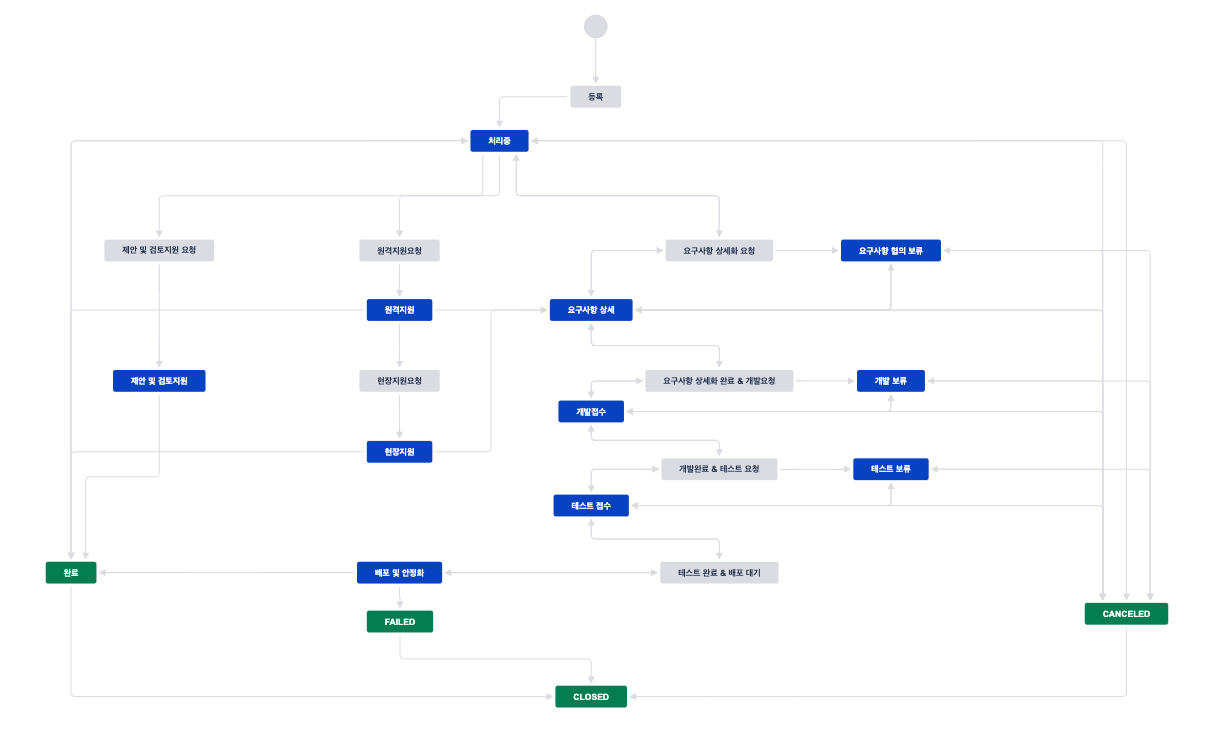 등록
처리중
제안 및 검토지원 요청
원격지원요청
요구사항 상세화 요청
요구사항 협의 보류
원격지원
요구사항 상세
제안 및 검토지원
현장지원요청
요구사항 상세화 완료 & 개발요청
개발 보류
개발접수
현장지원
개발완료 & 테스트 요청
테스트 보류
테스트 접수
완료
배포 및 안정화
테스트 완료 & 배포 대기
CANCELED
FAILED
CLOSED